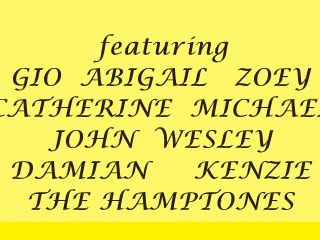 featuring
GIO ABIGAIL ZOEY
CATHERINE MICHAEL
JOHN WESLEY
DAMIAN KENZIE
THE HAMPTONES